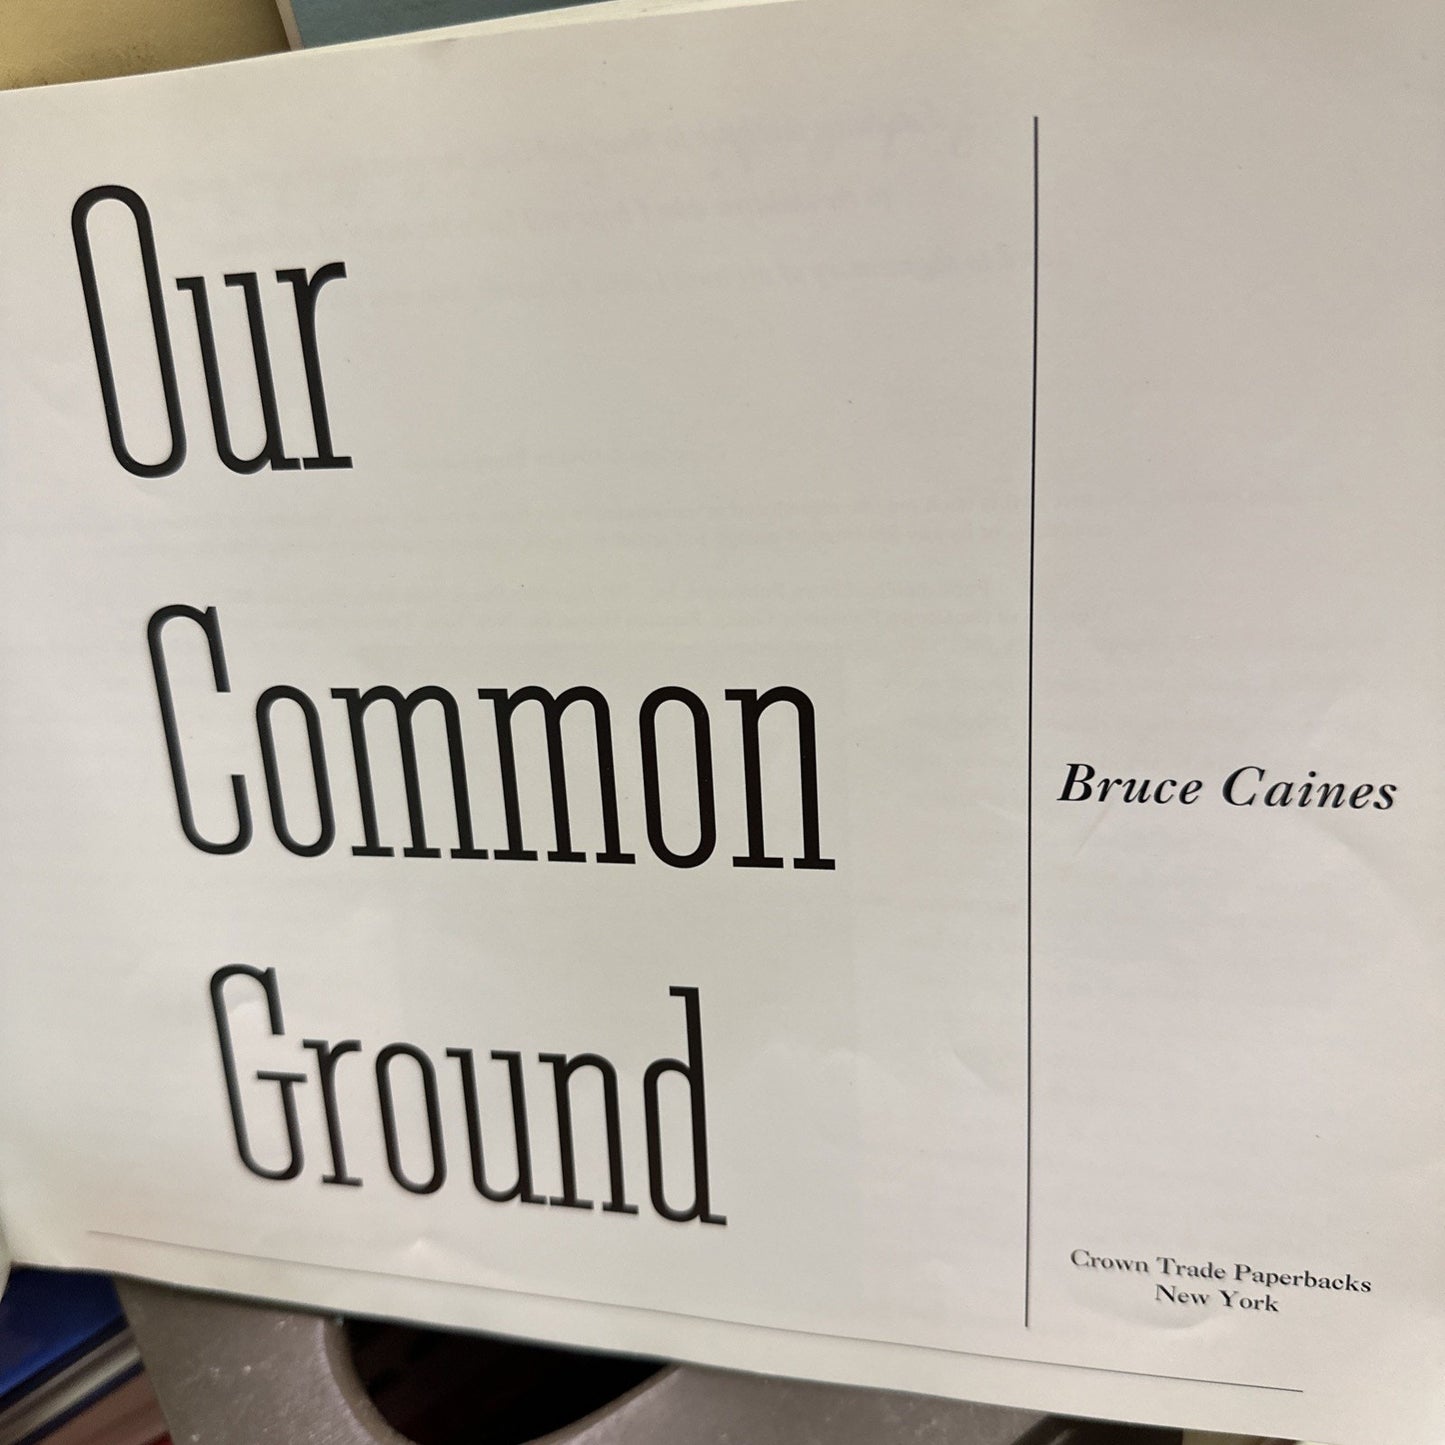 Our
Common
Ground
Bruce Caines
Crown Trade Paperbacks
New York